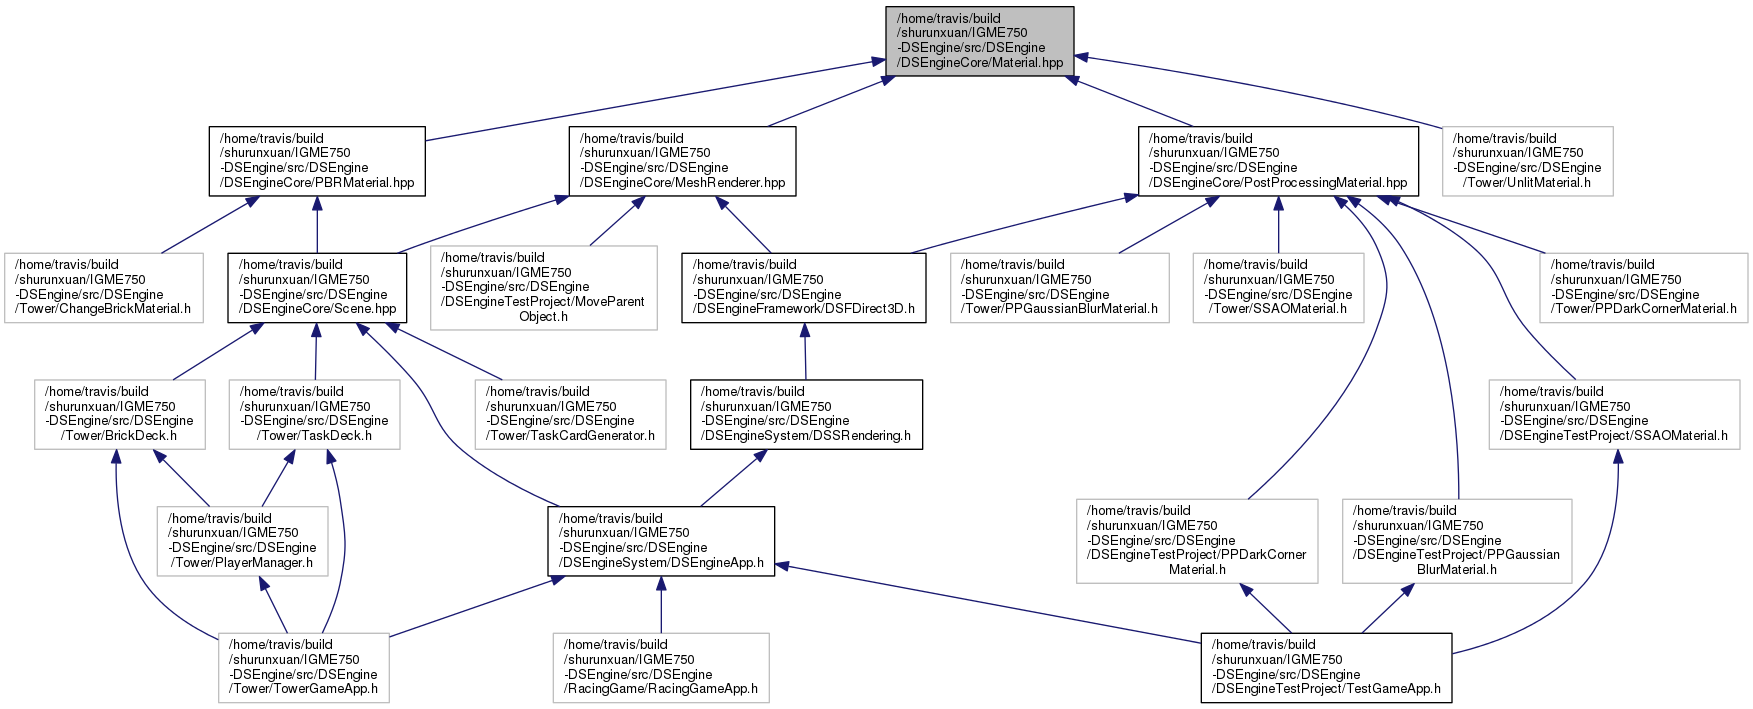 /home/travis/build
/shurunxuan/IGME750
-DSEngine/src/DSEngine
/DSEngineCore/Material.hpp
/home/travis/build
/shurunxuan/IGME750
-DSEngine/src/DSEngine
/DSEngineCore/PBRMaterial.hpp
/home/travis/build
/shurunxuan/IGME750
-DSEngine/src/DSEngine
/DSEngineCore/MeshRenderer.hpp
/home/travis/build
/shurunxuan/IGME750
-DSEngine/src/DSEngine
/DSEngineCore/PostProcessingMaterial.hpp
/home/travis/build
/shurunxuan/IGME750
-DSEngine/src/DSEngine
/Tower/UnlitMaterial.h
/home/travis/build
/shurunxuan/IGME750
-DSEngine/src/DSEngine
/Tower/ChangeBrickMaterial.h
/home/travis/build
/shurunxuan/IGME750
-DSEngine/src/DSEngine
/DSEngineCore/Scene.hpp
/home/travis/build
/shurunxuan/IGME750
-DSEngine/src/DSEngine
/DSEngineTestProject/MoveParent
Object.h
/home/travis/build
/shurunxuan/IGME750
-DSEngine/src/DSEngine
/DSEngineFramework/DSFDirect3D.h
/home/travis/build
/shurunxuan/IGME750
-DSEngine/src/DSEngine
/Tower/PPGaussianBlurMaterial.h
/home/travis/build
/shurunxuan/IGME750
-DSEngine/src/DSEngine
/Tower/SSAOMaterial.h
/home/travis/build
/shurunxuan/IGME750
-DSEngine/src/DSEngine
/Tower/PPDarkCornerMaterial.h
/home/travis/build
/shurunxuan/IGME750
-DSEngine/src/DSEngine
/Tower/BrickDeck.h
/home/travis/build
/shurunxuan/IGME750
-DSEngine/src/DSEngine
/Tower/TaskDeck.h
/home/travis/build
/shurunxuan/IGME750
-DSEngine/src/DSEngine
/Tower/TaskCardGenerator.h
/home/travis/build
/shurunxuan/IGME750
-DSEngine/src/DSEngine
/DSEngineSystem/DSSRendering.h
/home/travis/build
/shurunxuan/IGME750
-DSEngine/src/DSEngine
/DSEngineTestProject/SSAOMaterial.h
/home/travis/build
/shurunxuan/IGME750
-DSEngine/src/DSEngine
/Tower/PlayerManager.h
/home/travis/build
/shurunxuan/IGME750
-DSEngine/src/DSEngine
/DSEngineSystem/DSEngineApp.h
/home/travis/build
/shurunxuan/IGME750
-DSEngine/src/DSEngine
/DSEngineTestProject/PPDarkCorner
Material.h
/home/travis/build
/shurunxuan/IGME750
-DSEngine/src/DSEngine
/DSEngineTestProject/PPGaussian
BlurMaterial.h
/home/travis/build
/shurunxuan/IGME750
-DSEngine/src/DSEngine
/Tower/TowerGameApp.h
/home/travis/build
/shurunxuan/IGME750
-DSEngine/src/DSEngine
/RacingGame/RacingGameApp.h
/home/travis/build
/shurunxuan/IGME750
-DSEngine/src/DSEngine
/DSEngineTestProject/TestGameApp.h